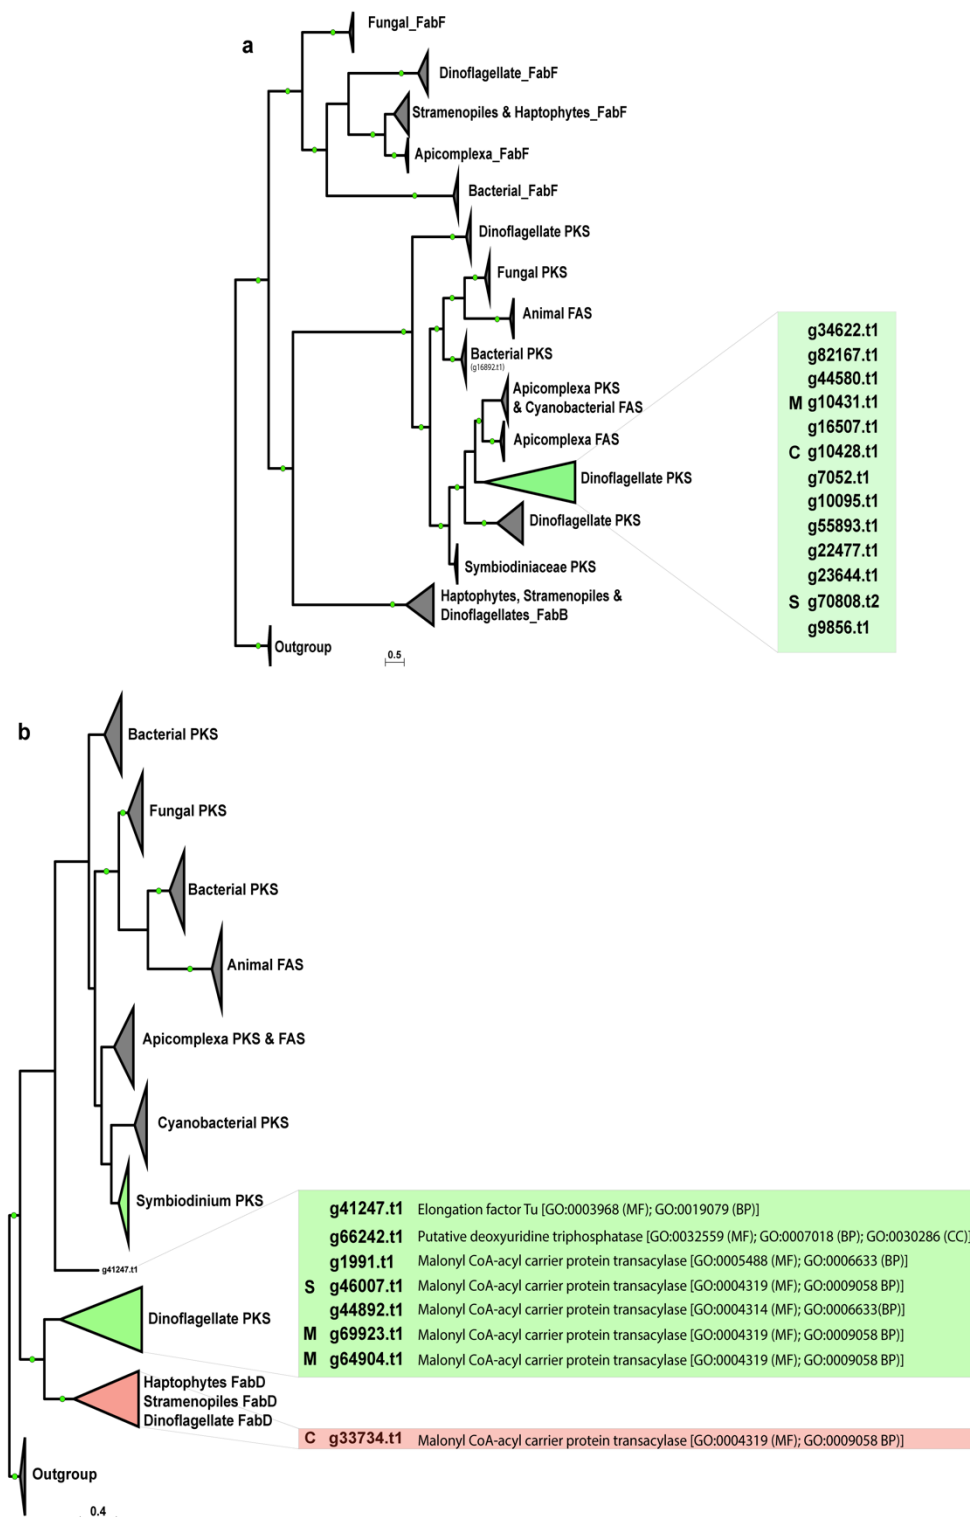 a
Fungal_FabF
Dinoflagellate_FabF
Stramenopiles & Haptophytes_FabF
Apicomplexa_FabF
Bacterial_FabF
Dinoflagellate PKS
Fungal PKS
Animal FAS
Bacterial PKS
(g16892.t1)
Apicomplexa PKS
& Cyanobacterial FAS
Apicomplexa FAS
Dinoflagellate PKS
Dinoflagellate PKS
Symbiodiniaceae PKS
Haptophytes, Stramenopiles &
Dinoflagellates_FabB
Outgroup
0.5
g34622.t1
g82167.t1
g44580.t1
M g10431.t1
g16507.t1
C g10428.t1
g7052.t1
g10095.t1
g55893.t1
g22477.t1
g23644.t1
S g70808.t2
g9856.t1
b
Bacterial PKS
Fungal PKS
Bacterial PKS
Animal FAS
Apicomplexa PKS & FAS
Cyanobacterial PKS
Symbiodinium PKS
g41247.t1
Dinoflagellate PKS
Haptophytes FabD
Stramenopiles FabD
Dinoflagellate FabD
Outgroup
0.4
g41247.t1 Elongation factor Tu [GO:0003968 (MF); GO:0019079 (BP)]
g66242.t1 Putative deoxyuridine triphosphatase [GO:0032559 (MF); GO:0007018 (BP); GO:0030286 (CC)]
g1991.t1 Malonyl CoA-acyl carrier protein transacylase [GO:0005488 (MF); GO:0006633 (BP)]
S g46007.t1 Malonyl CoA-acyl carrier protein transacylase [GO:0004319 (MF); GO:0009058 BP)]
g44892.t1 Malonyl CoA-acyl carrier protein transacylase [GO:0004314 (MF); GO:0006633(BP)]
M g69923.t1 Malonyl CoA-acyl carrier protein transacylase [GO:0004319 (MF); GO:0009058 BP)]
M g64904.t1 Malonyl CoA-acyl carrier protein transacylase [GO:0004319 (MF); GO:0009058 BP)]
C g33734.t1 Malonyl CoA-acyl carrier protein transacylase [GO:0004319 (MF); GO:0009058 BP)]